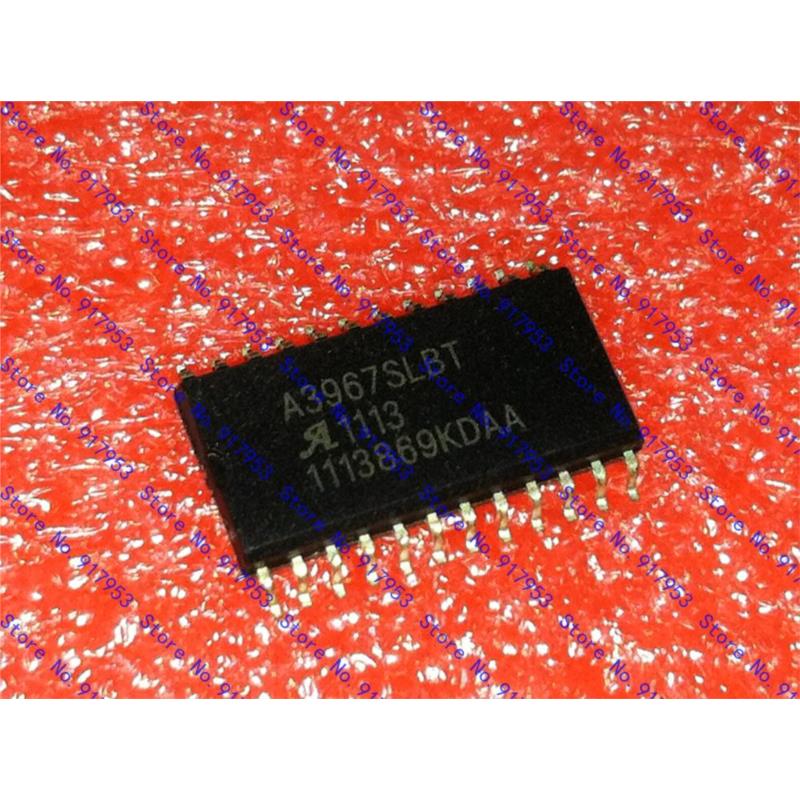 A3967SLBT
1113
1113869KDAA
Store No. 917953